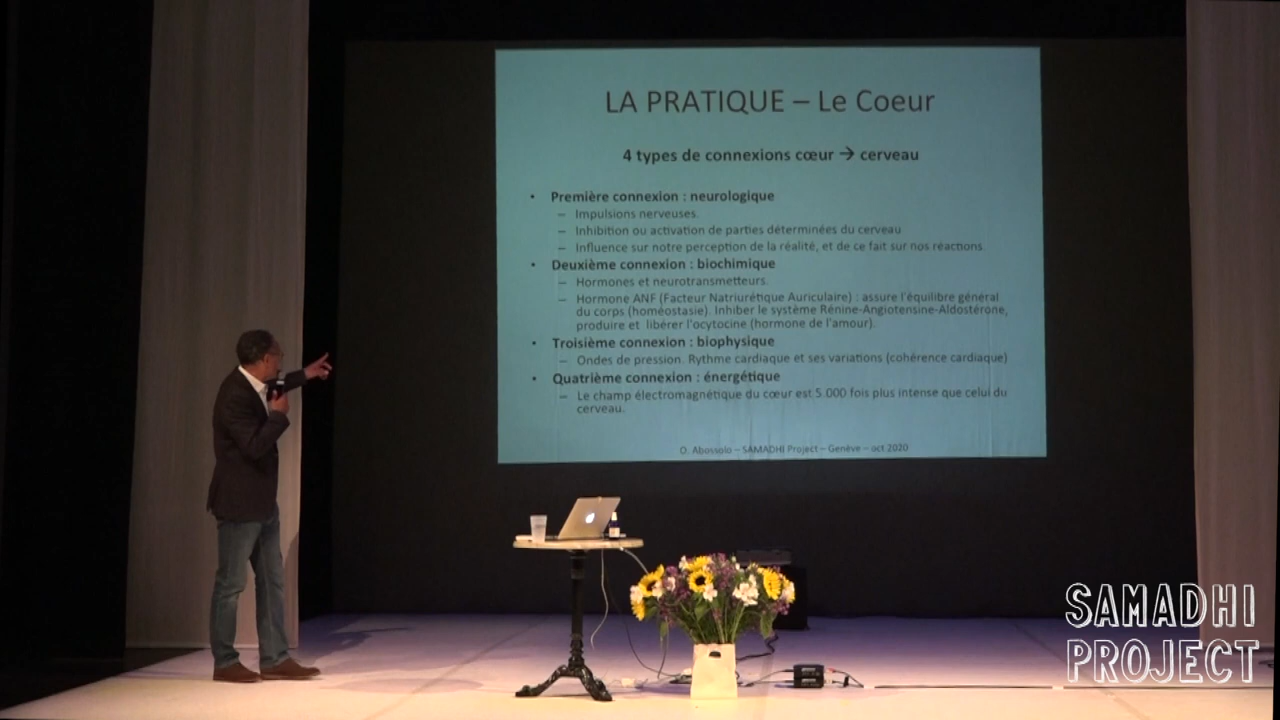 LA PRATIQUE – Le Coeur
4 types de connexions cœur → cerveau
• Première connexion : neurologique
– Impulsions nerveuses.
– Inhibition ou activation de parties déterminées du cerveau
– Influence sur notre perception de la réalité, et de ce fait sur nos réactions.
• Deuxième connexion : biochimique
– Hormones et neurotransmetteurs.
– Hormone ANF (Facteur Natriurétique Auriculaire) : assure l'équilibre général
du corps (homéostasie). Inhiber le système Rénine-Angiotensine-Aldostérone,
produire et libérer l'ocytocine (hormone de l'amour).
• Troisième connexion : biophysique
– Ondes de pression. Rythme cardiaque et ses variations (cohérence cardiaque)
• Quatrième connexion : énergétique
– Le champ électromagnétique du cœur est 5 000 fois plus intense que celui du
cerveau.
O. Abossolo – SAMADHI Project – Genève – oct 2020
SAMADHI
PROJECT